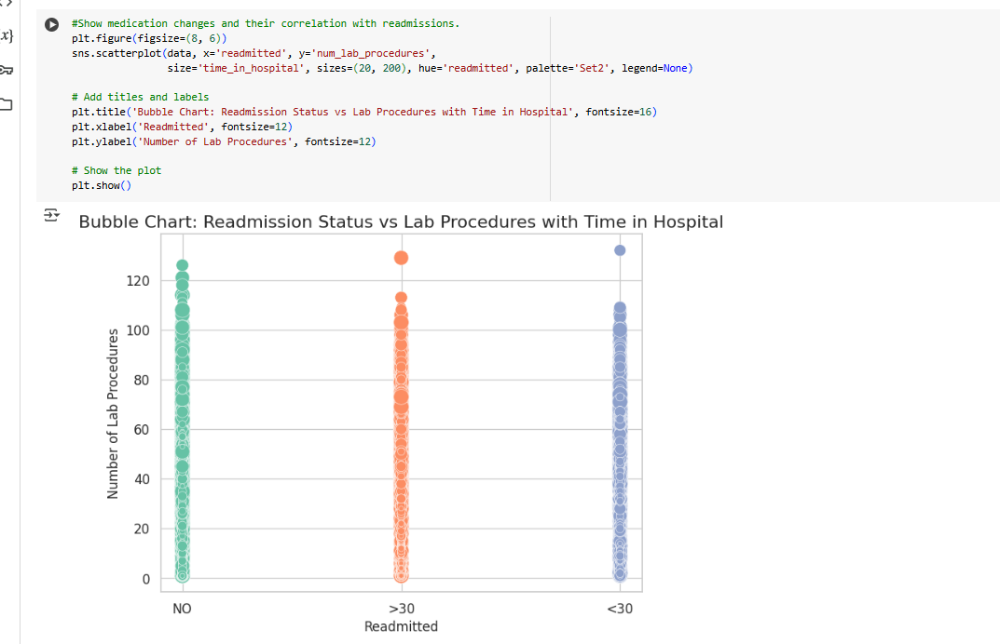 #Show medication changes and their correlation with readmissions.
plt.figure(figsize=(8, 6))
sns.scatterplot(data, x='readmitted', y='num_lab_procedures',
size='time_in_hospital', sizes=(20, 200), hue='readmitted', palette='Set2', legend=None)
# Add titles and labels
plt.title('Bubble Chart: Readmission Status vs Lab Procedures with Time in Hospital', fontsize=16)
plt.xlabel('Readmitted', fontsize=12)
plt.ylabel('Number of Lab Procedures', fontsize=12)
# Show the plot
plt.show()
Bubble Chart: Readmission Status vs Lab Procedures with Time in Hospital
Number of Lab Procedures
120
100
80
60
40
20
0
NO >30 <30
Readmitted